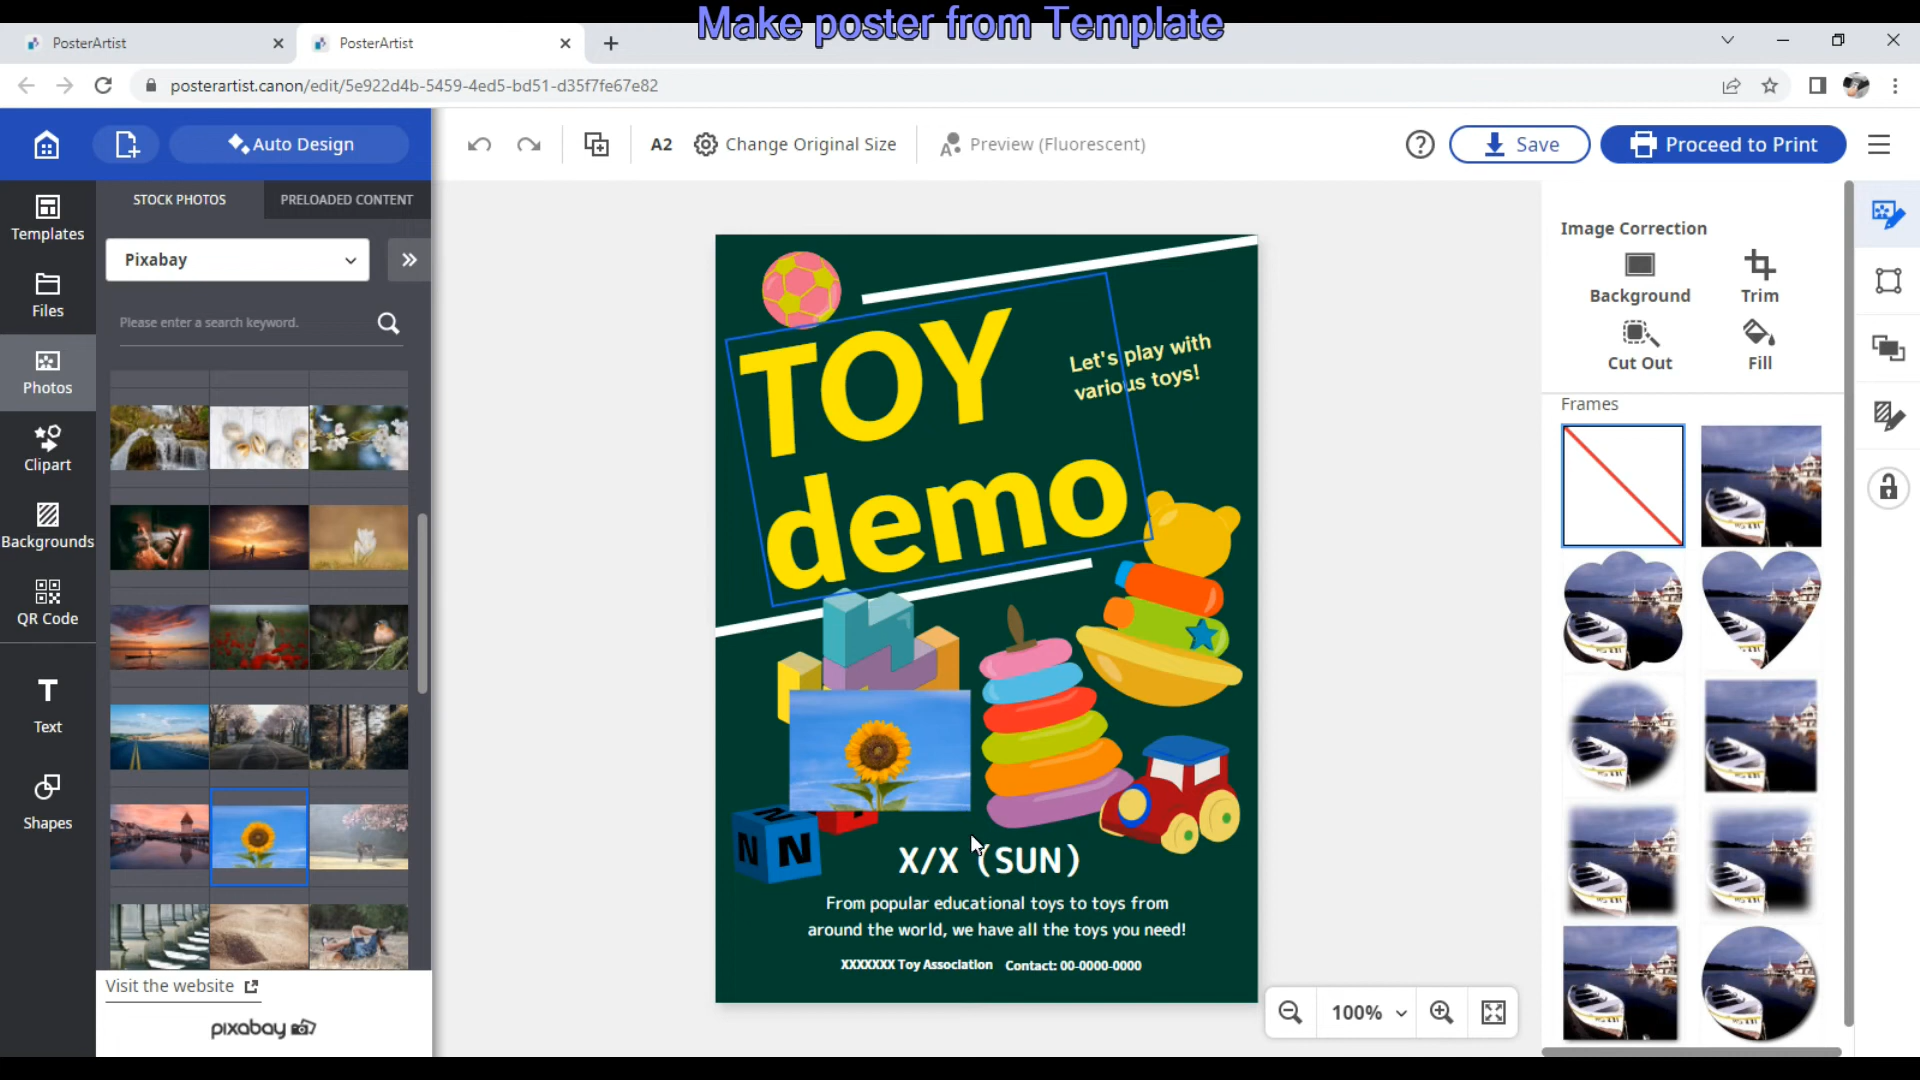 Make poster from Template
PosterArtist
PosterArtist
posterartist.canon/edit/5e922d4b-5459-4ed5-bd51-d35f7fe67e82
Auto Design
A2
Change Original Size
Preview (Fluorescent)
Save
Proceed to Print
Templates
Files
Photos
Clipart
Backgrounds
QR Code
Text
Shapes
STOCK PHOTOS
PRELOADED CONTENT
Pixabay
Please enter a search keyword.
Visit the website
pixabay
TOY
demo
Let's play with
various toys!
N
N
N
X/X (SUN)
From popular educational toys to toys from
around the world, we have all the toys you need!
XXXXXXX Toy Association Contact: 00-0000-0000
100%
Image Correction
Background
Trim
Cut Out
Fill
Frames